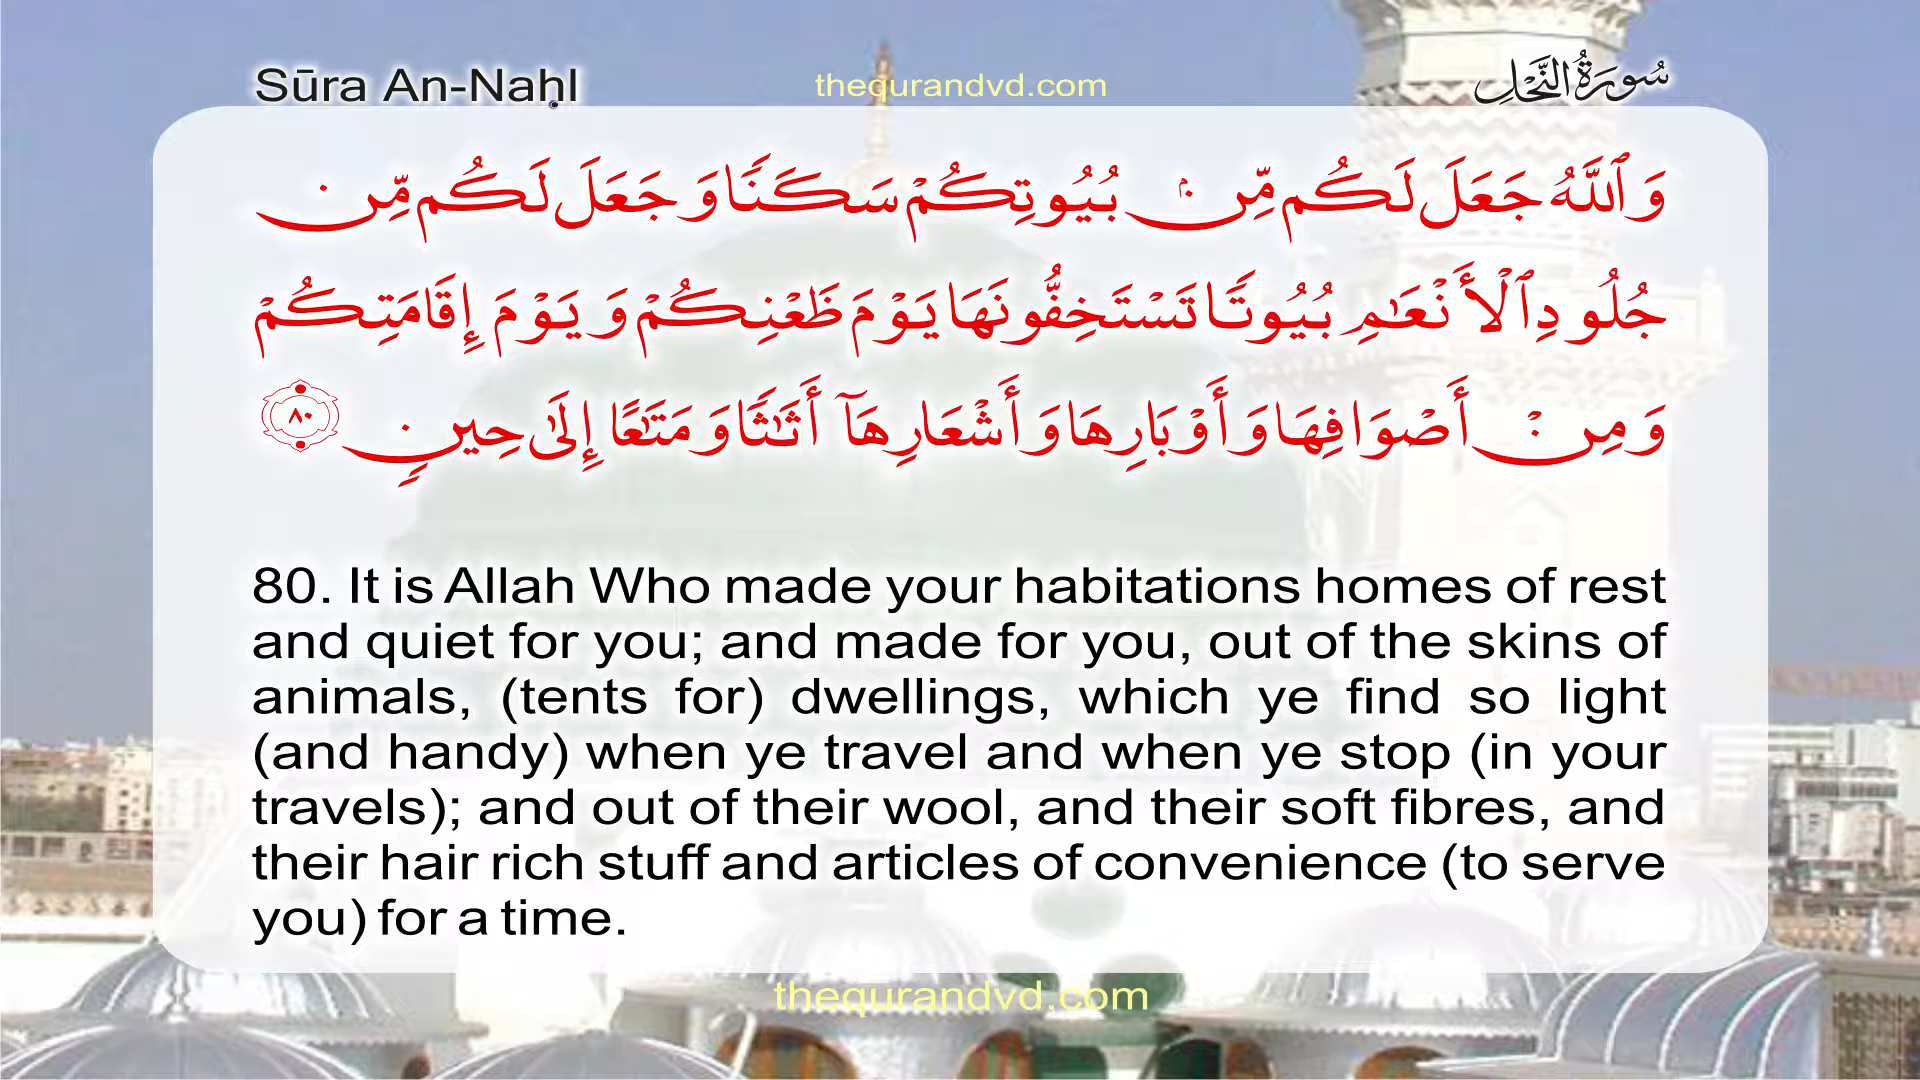 Sūra An-Naḥl
thequrandvd.com
سُورَةُ النَّحْلِ
وَٱللَّهُ جَعَلَ لَكُم مِّنۢ بُيُوتِكُمْ سَكَنًا وَجَعَلَ لَكُم مِّن
جُلُودِ ٱلْأَنْعَٰمِ بُيُوتًا تَسْتَخِفُّونَهَا يَوْمَ ظَعْنِكُمْ وَيَوْمَ إِقَامَتِكُمْ
وَمِنْ أَصْوَافِهَا وَأَوْبَارِهَا وَأَشْعَارِهَآ أَثَٰثًا وَمَتَٰعًا إِلَىٰ حِينٍ ٨٠
80. It is Allah Who made your habitations homes of rest
and quiet for you; and made for you, out of the skins of
animals, (tents for) dwellings, which ye find so light
(and handy) when ye travel and when ye stop (in your
travels); and out of their wool, and their soft fibres, and
their hair rich stuff and articles of convenience (to serve
you) for a time.
thequrandvd.com